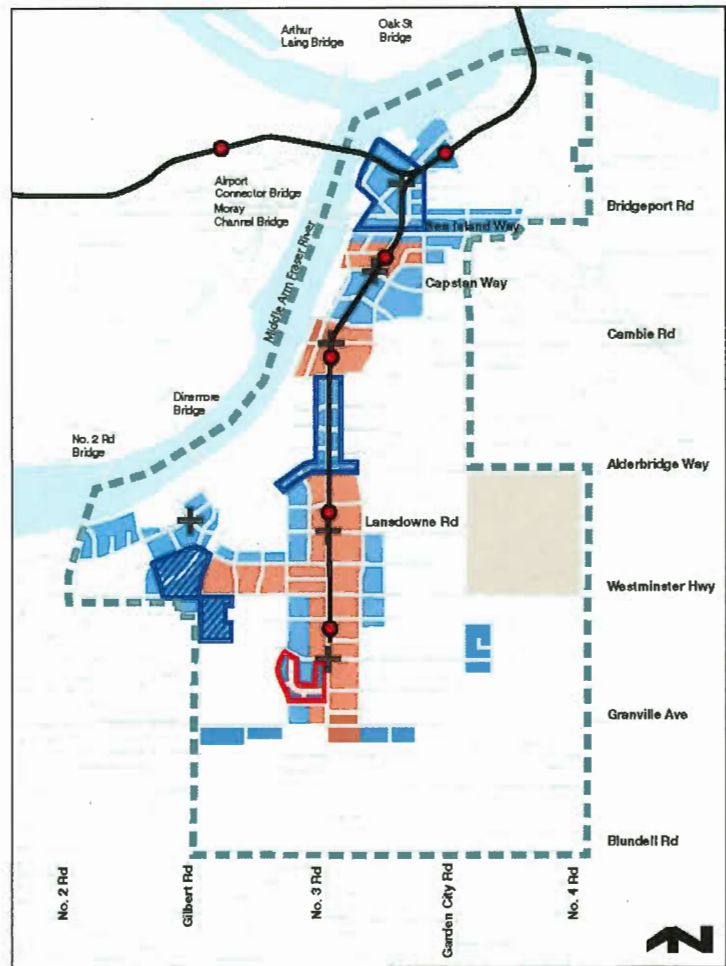 Arthur
Laing Bridge
Oak St
Bridge
Airport
Connector Bridge
Moray
Channel Bridge
Bridgeport Rd
Sea Island Way
Middle Arm Fraser River
Capstan Way
Cambie Rd
Dinsmore
Bridge
No. 2 Rd
Bridge
Alderbridge Way
Lansdowne Rd
Westminster Hwy
Granville Ave
Blundell Rd
No. 2 Rd
Gilbert Rd
No. 3 Rd
Garden City Rd
No. 4 Rd
N